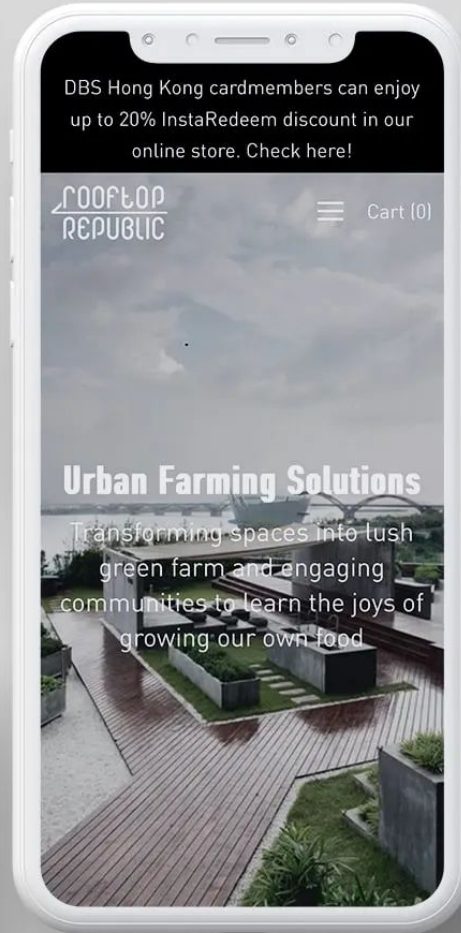 DBS Hong Kong cardmembers can enjoy
up to 20% InstaRedeem discount in our
online store. Check here!
rooftop
REPUBLIC
Cart (0)
Urban Farming Solutions
Transforming spaces into lush
green farm and engaging
communities to learn the joys of
growing our own food